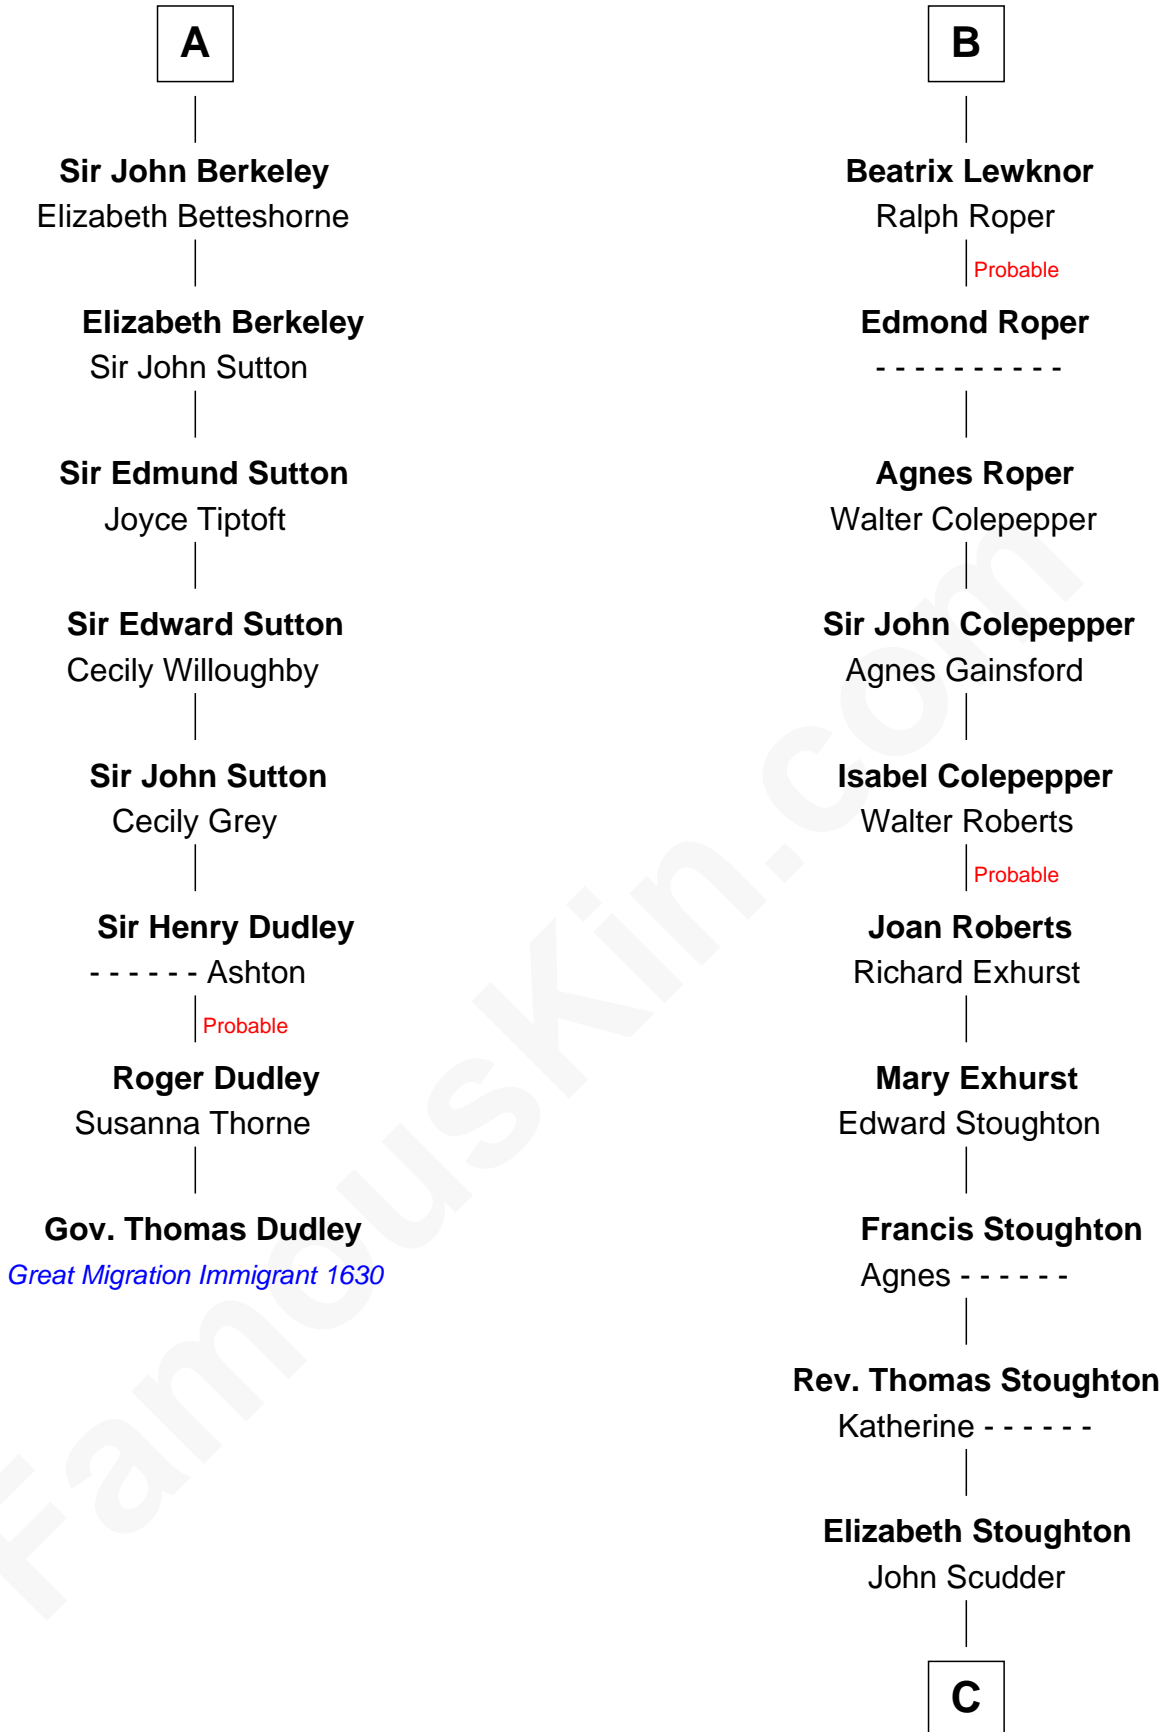 A
Sir John Berkeley
Elizabeth Betteshorne
Elizabeth Berkeley
Sir John Sutton
Sir Edmund Sutton
Joyce Tiptoft
Sir Edward Sutton
Cecily Willoughby
Sir John Sutton
Cecily Grey
Sir Henry Dudley
- - - - - - Ashton
Probable
Roger Dudley
Susanna Thorne
Gov. Thomas Dudley
Great Migration Immigrant 1630
B
Beatrix Lewknor
Ralph Roper
Probable
Edmond Roper
- - - - - - - - - -
Agnes Roper
Walter Colepepper
Sir John Colepepper
Agnes Gainsford
Isabel Colepepper
Walter Roberts
Probable
Joan Roberts
Richard Exhurst
Mary Exhurst
Edward Stoughton
Francis Stoughton
Agnes - - - - - -
Rev. Thomas Stoughton
Katherine - - - - - -
Elizabeth Stoughton
John Scudder
C
FamousKin.com